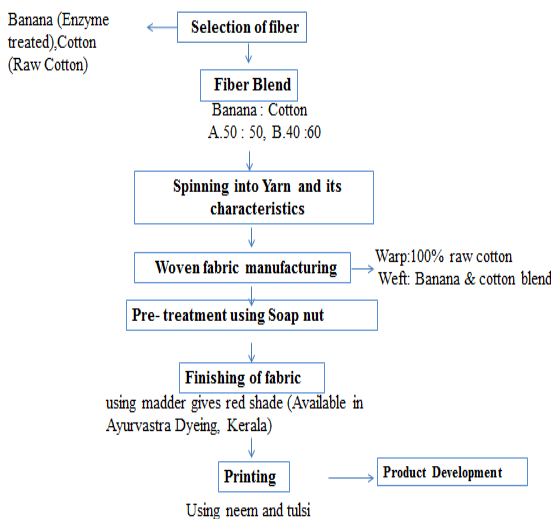 Banana (Enzyme
treated),Cotton
(Raw Cotton)
Selection of fiber
Fiber Blend
Banana : Cotton
A.50 : 50, B.40 :60
Spinning into Yarn and its
characteristics
Woven fabric manufacturing
Warp:100% raw cotton
Weft: Banana & cotton blend
Pre- treatment using Soap nut
Finishing of fabric
using madder gives red shade (Available in
Ayurvastra Dyeing, Kerala)
Printing
Product Development
Using neem and tulsi